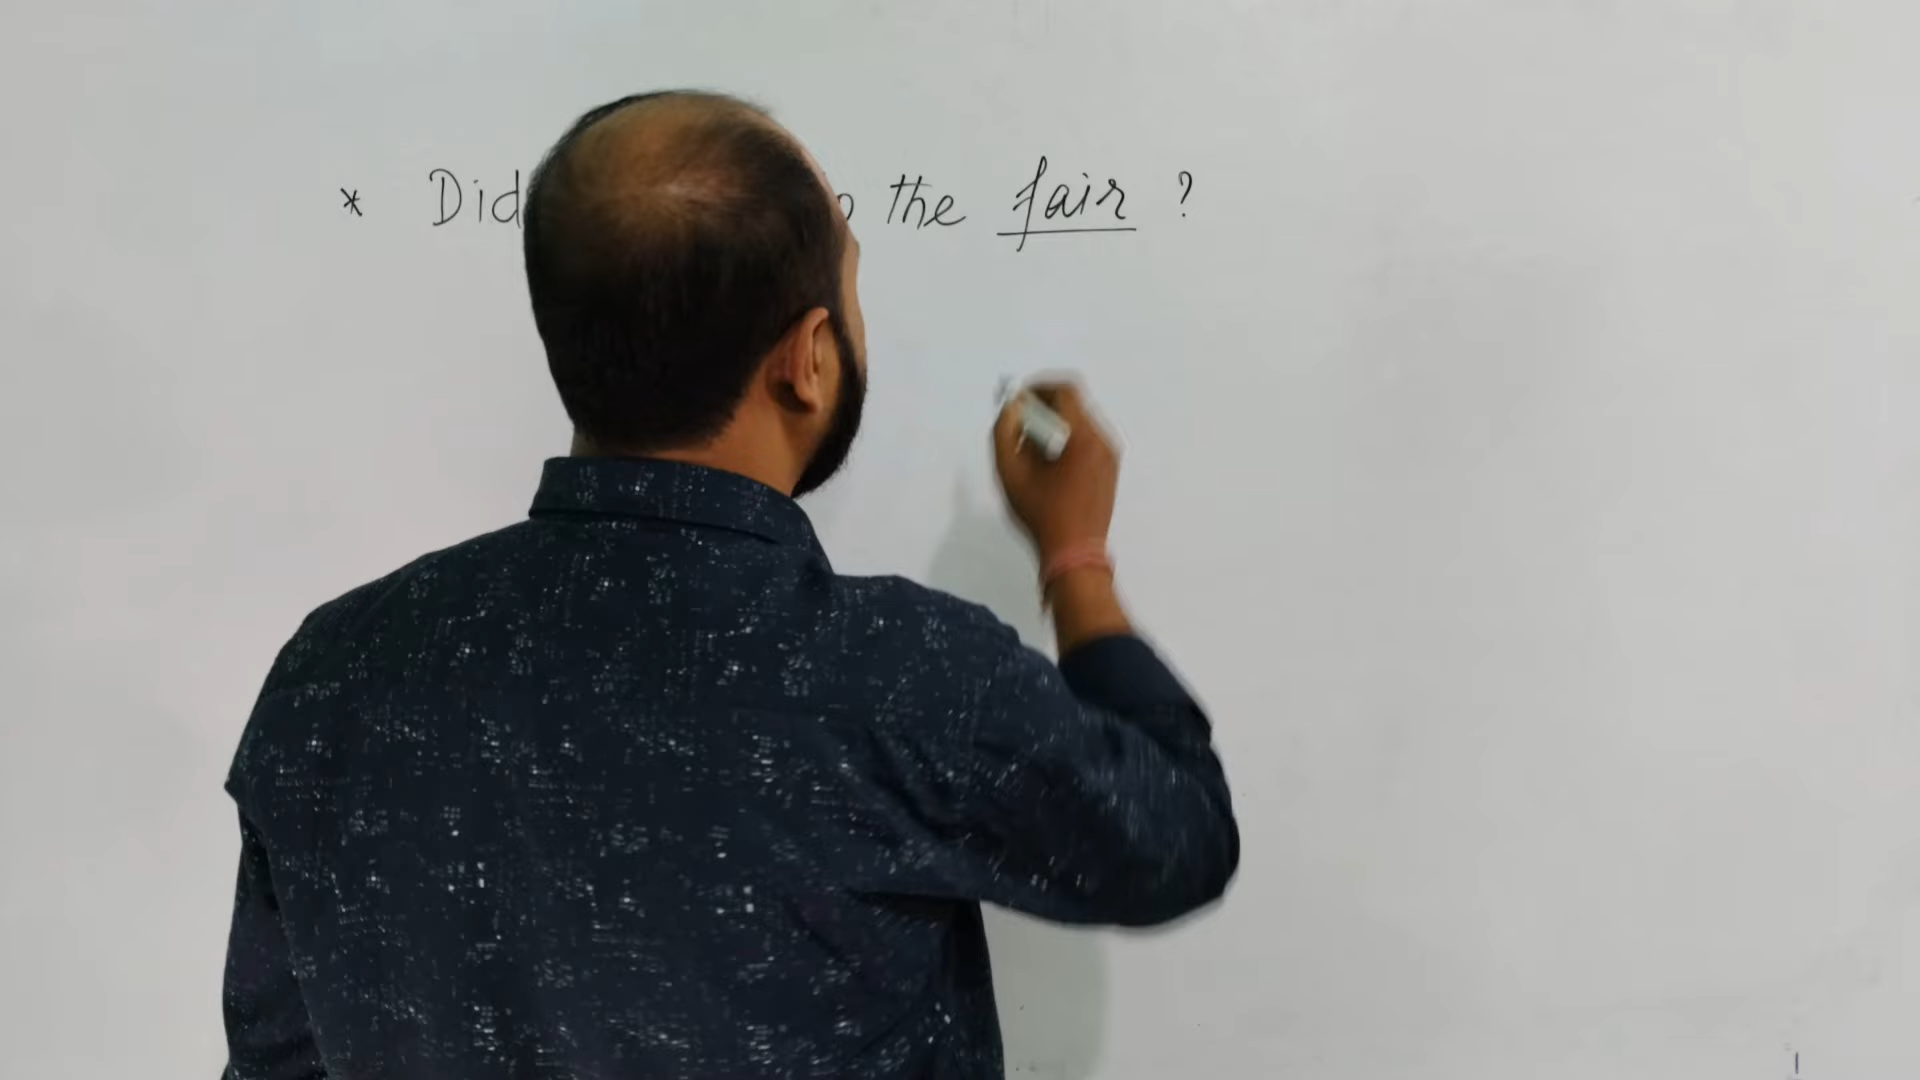 * Did the fair ?